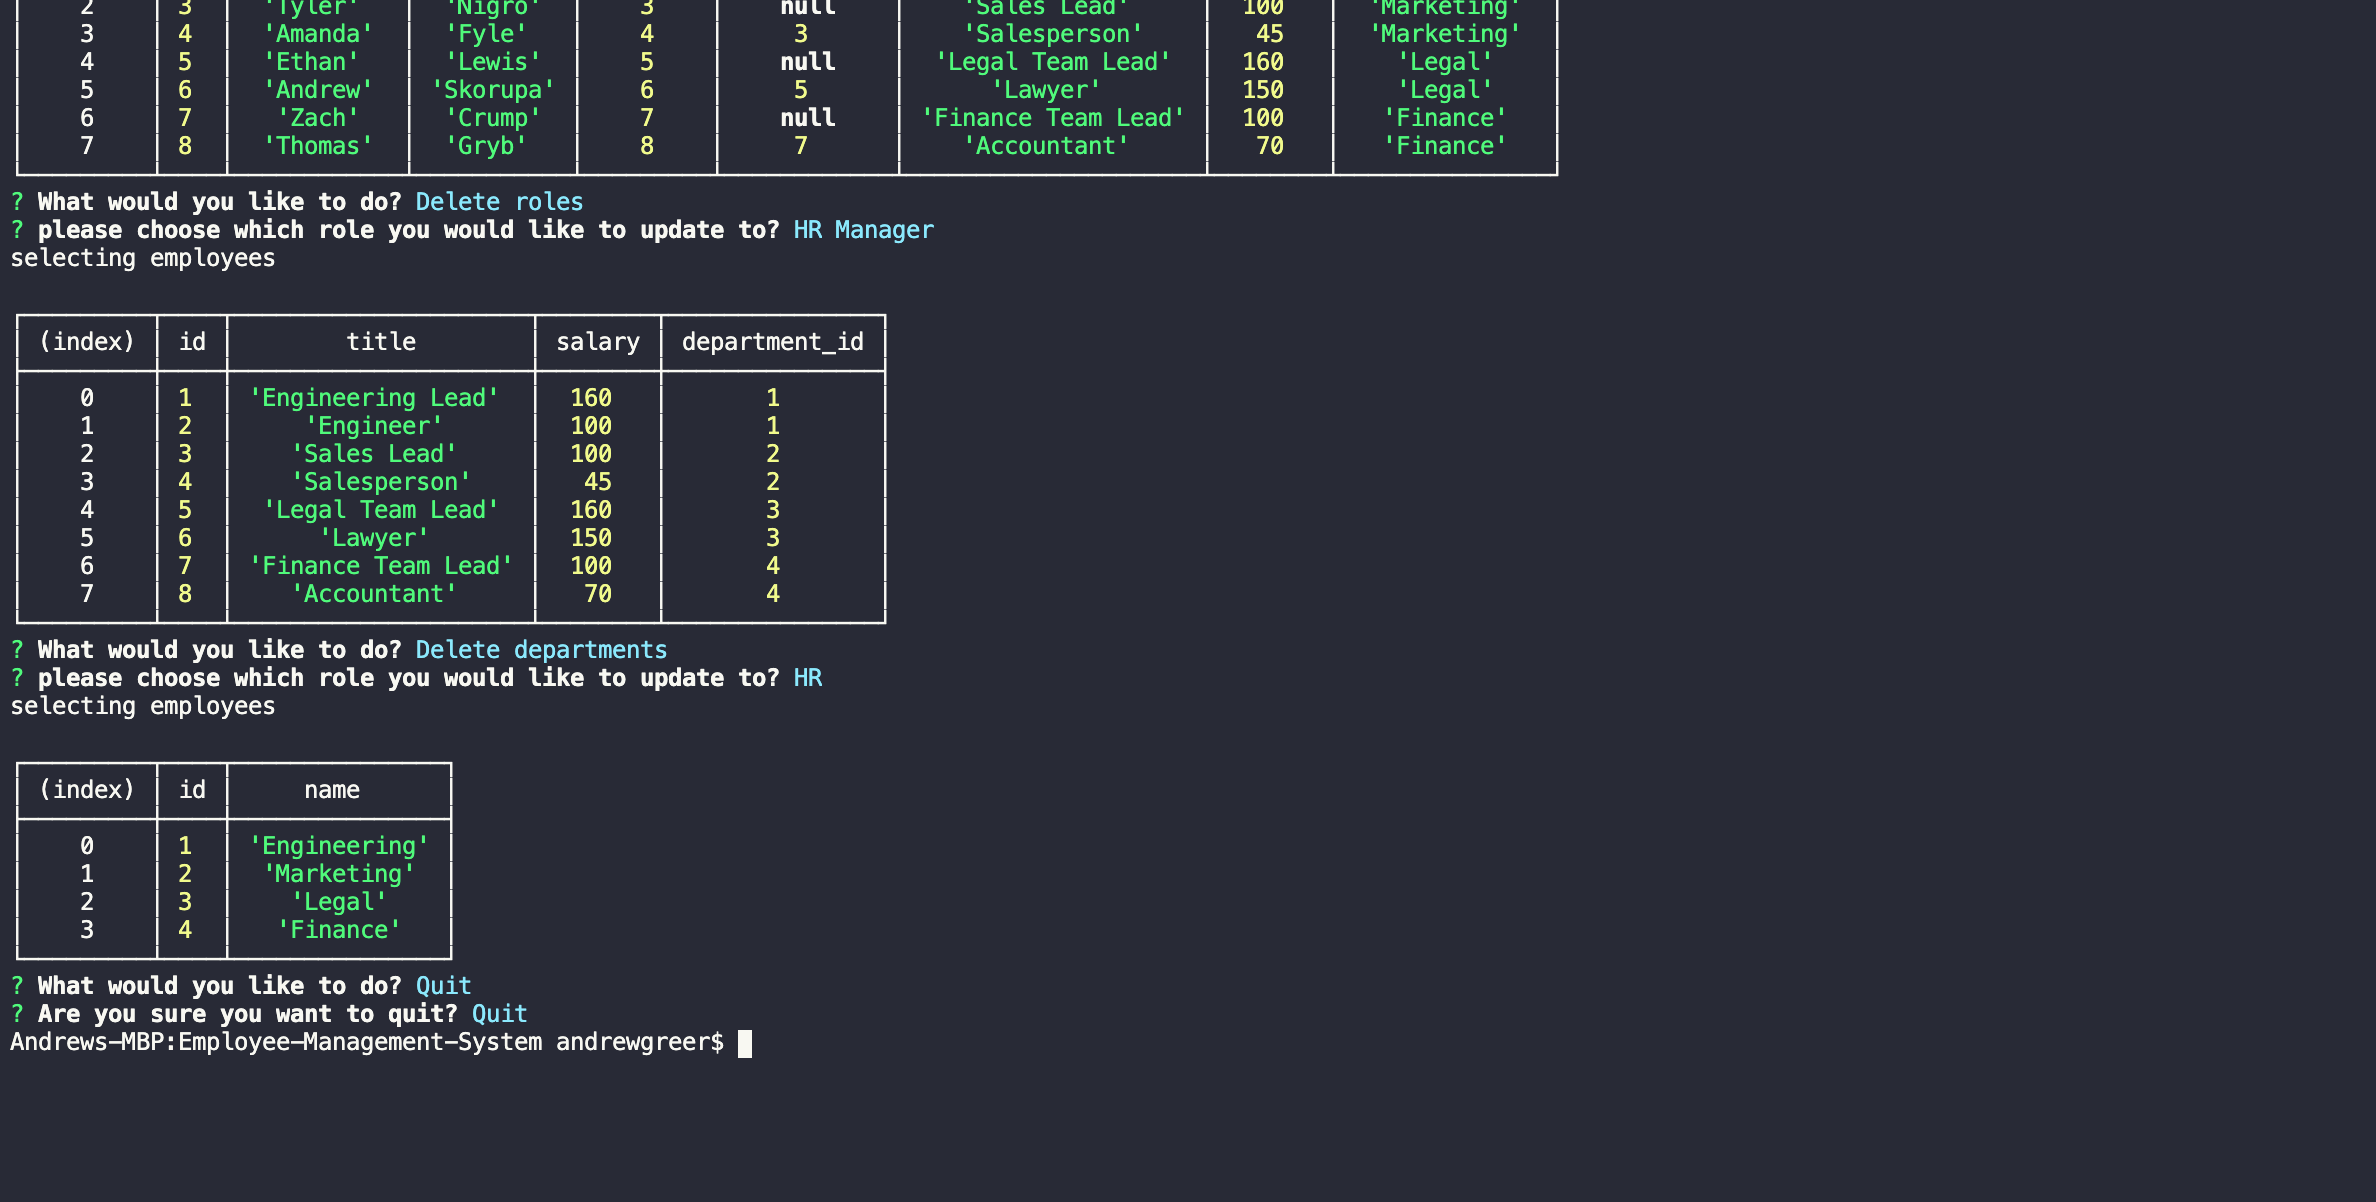 2 3 'Tyler' 'Nigro' 3 null 'Sales Lead' 100 'Marketing'
3 4 'Amanda' 'Fyle' 4 3 'Salesperson' 45 'Marketing'
4 5 'Ethan' 'Lewis' 5 null 'Legal Team Lead' 160 'Legal'
5 6 'Andrew' 'Skorupa' 6 5 'Lawyer' 150 'Legal'
6 7 'Zach' 'Crump' 7 null 'Finance Team Lead' 100 'Finance'
7 8 'Thomas' 'Gryb' 8 7 'Accountant' 70 'Finance'
? What would you like to do? Delete roles
? please choose which role you would like to update to? HR Manager
selecting employees
(index) id title salary department_id
0 1 'Engineering Lead' 160 1
1 2 'Engineer' 100 1
2 3 'Sales Lead' 100 2
3 4 'Salesperson' 45 2
4 5 'Legal Team Lead' 160 3
5 6 'Lawyer' 150 3
6 7 'Finance Team Lead' 100 4
7 8 'Accountant' 70 4
? What would you like to do? Delete departments
? please choose which role you would like to update to? HR
selecting employees
(index) id name
0 1 'Engineering'
1 2 'Marketing'
2 3 'Legal'
3 4 'Finance'
? What would you like to do? Quit
? Are you sure you want to quit? Quit
Andrews-MBP:Employee-Management-System andrewgreer$